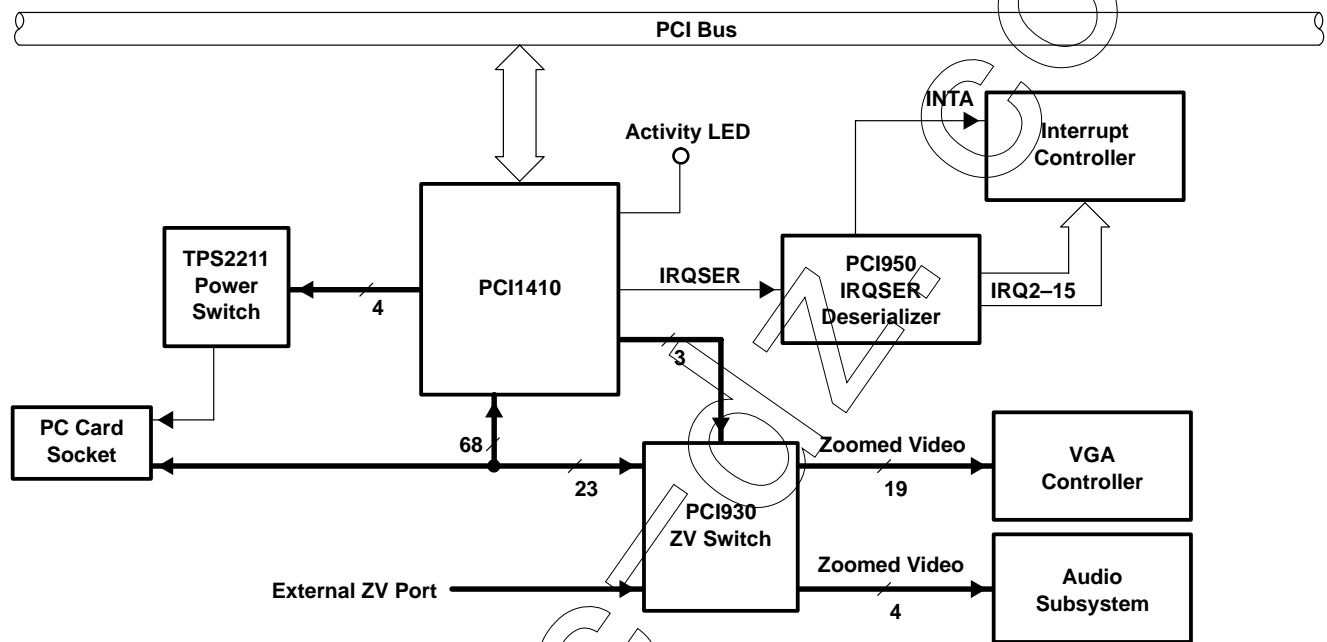 PCI Bus
INTA
Interrupt
Controller
Activity LED
TPS2211
Power
Switch
PCI1410
IRQSER
PCI950
IRQSER
Deserializer
IRQ2–15
4
3
PC Card
Socket
68
23
Zoomed Video
19
VGA
Controller
PCI930
ZV Switch
External ZV Port
Zoomed Video
4
Audio
Subsystem